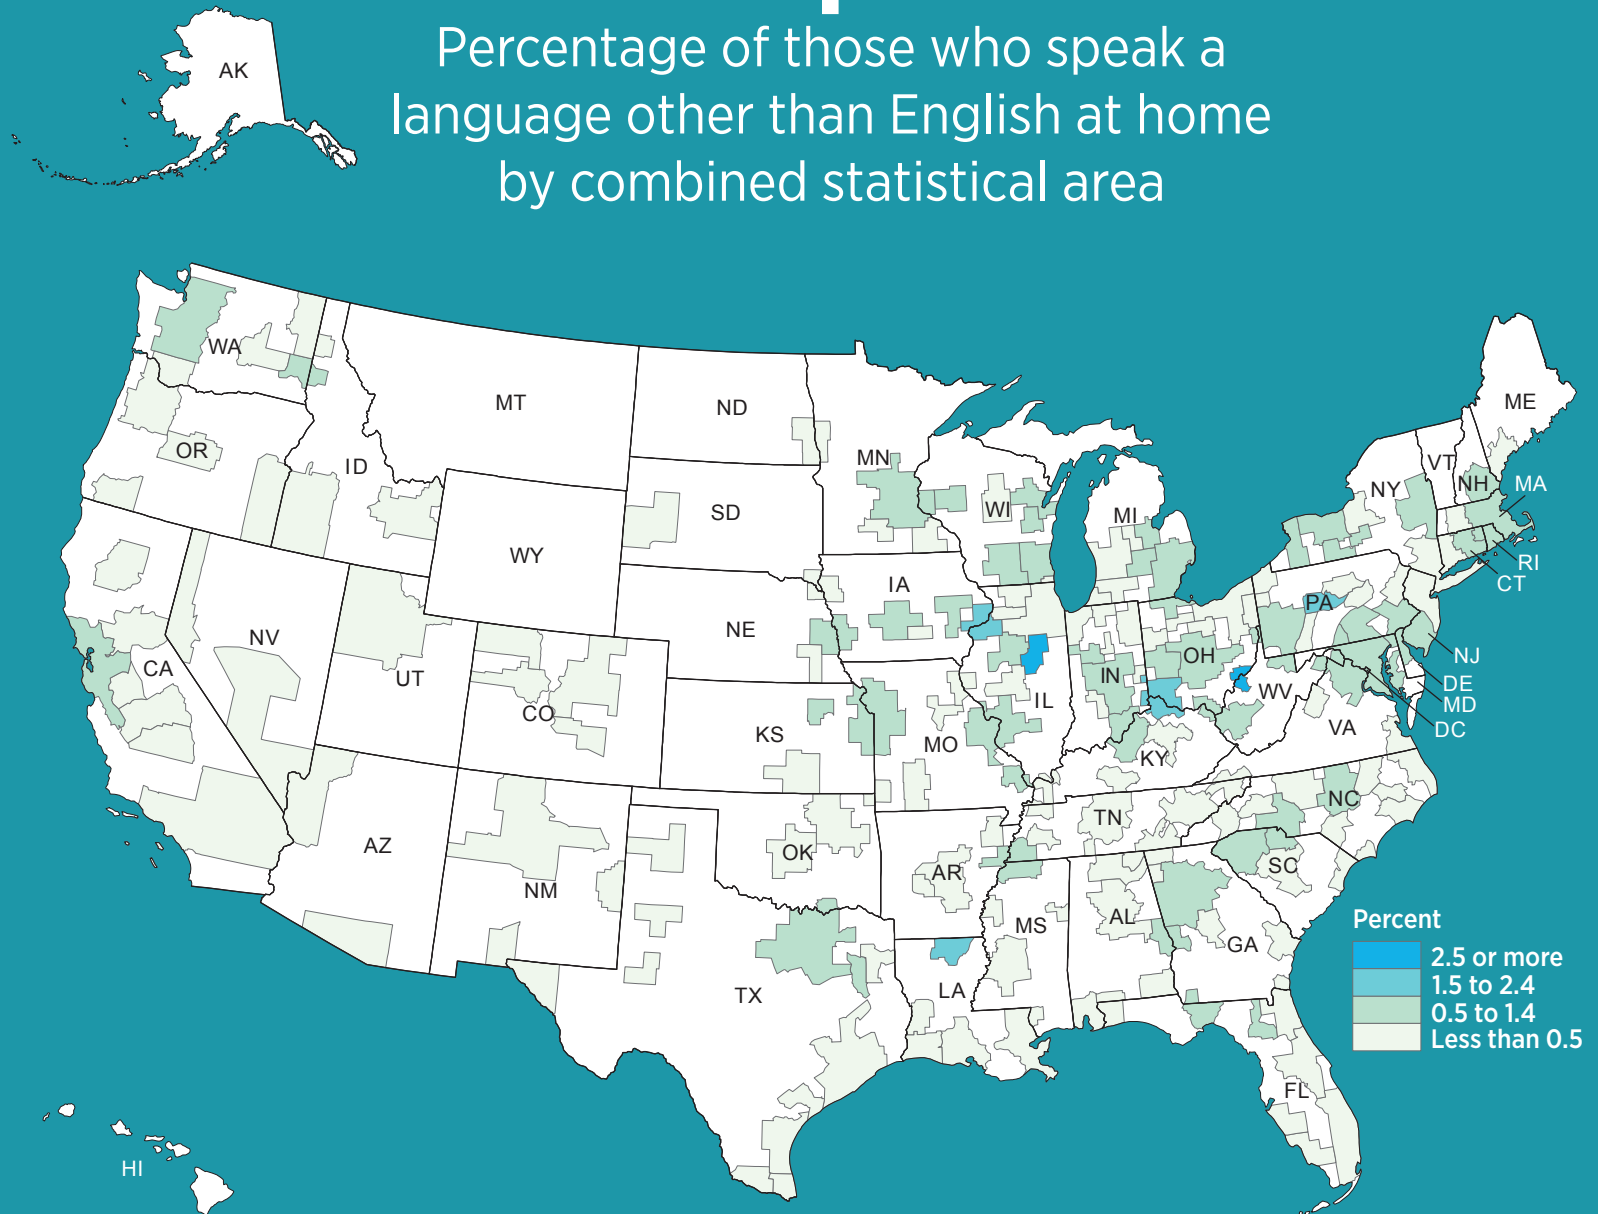 Percentage of those who speak a
language other than English at home
by combined statistical area
AK
WA
MT
ND
MN
ME
OR
ID
WI
MI
VT
NH
MA
NY
SD
WY
RI
CT
IA
NE
PA
NV
UT
CA
CO
IL
IN
OH
NJ
DE
MD
DC
WV
VA
KS
MO
KY
NC
TN
AZ
NM
OK
AR
SC
MS
AL
GA
TX
LA
FL
HI
Percent
2.5 or more
1.5 to 2.4
0.5 to 1.4
Less than 0.5